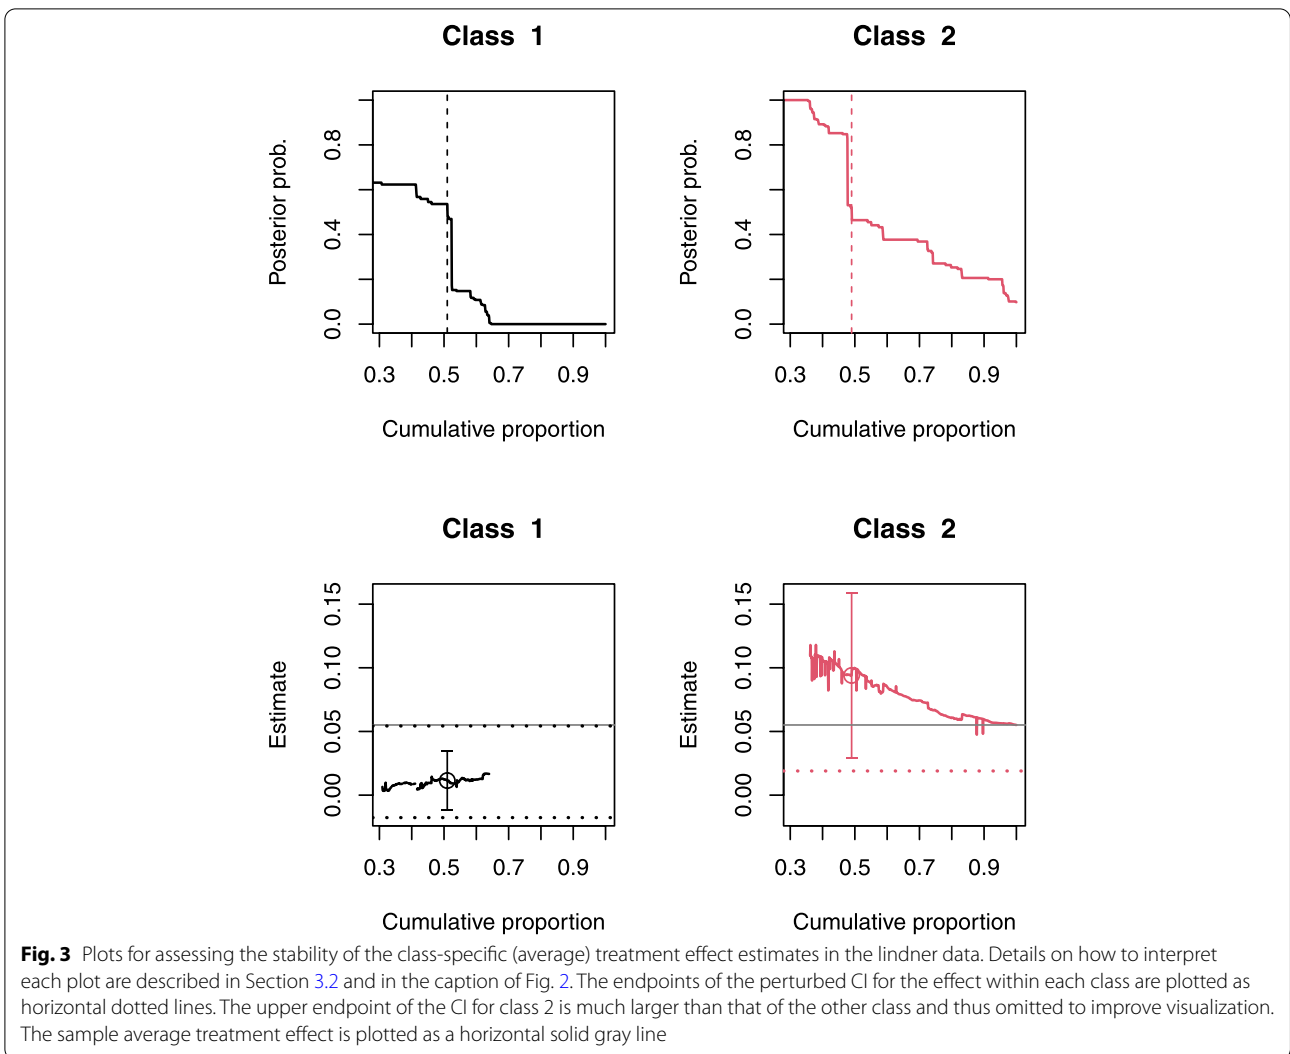 Class 1
Class 2
Posterior prob.
0.0 0.4 0.8
0.3 0.5 0.7 0.9
Cumulative proportion
Posterior prob.
0.0 0.4 0.8
0.3 0.5 0.7 0.9
Cumulative proportion
Class 1
Class 2
Estimate
0.00 0.05 0.10 0.15
0.3 0.5 0.7 0.9
Cumulative proportion
Estimate
0.00 0.05 0.10 0.15
0.3 0.5 0.7 0.9
Cumulative proportion
Fig. 3 Plots for assessing the stability of the class-specific (average) treatment effect estimates in the lindner data. Details on how to interpret
each plot are described in Section 3.2 and in the caption of Fig. 2. The endpoints of the perturbed CI for the effect within each class are plotted as
horizontal dotted lines. The upper endpoint of the CI for class 2 is much larger than that of the other class and thus omitted to improve visualization.
The sample average treatment effect is plotted as a horizontal solid gray line